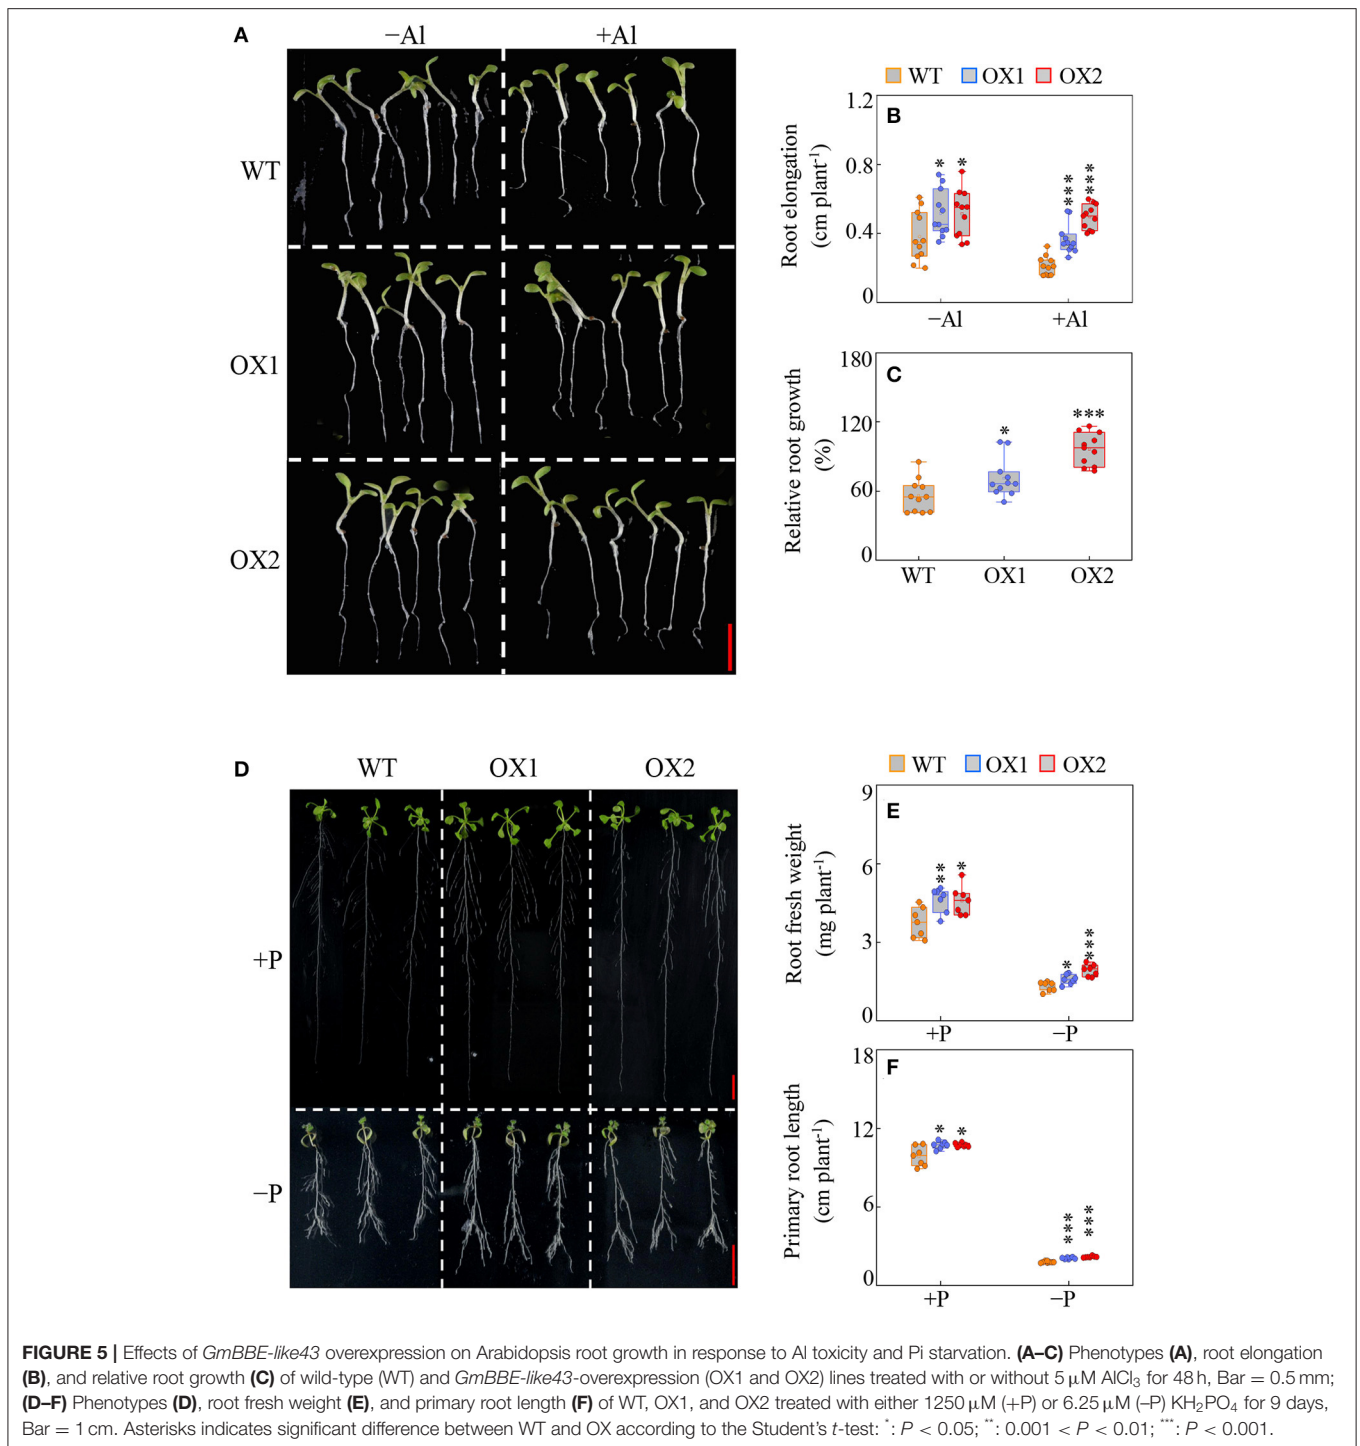 A
−Al +Al
WT
OX1
OX2
WT OX1 OX2
B
Root elongation
(cm plant⁻¹)
1.2
0.8
0.4
0
* *
*** ***
−Al +Al
C
Relative root growth
(%)
180
120
60
0
* ***
WT OX1 OX2
D
WT OX1 OX2
+P
−P
WT OX1 OX2
E
Root fresh weight
(mg plant⁻¹)
9
6
3
0
** *
* ***
+P −P
F
Primary root length
(cm plant⁻¹)
18
12
6
0
* *
*** ***
+P −P
FIGURE 5 | Effects of GmBBE-like43 overexpression on Arabidopsis root growth in response to Al toxicity and Pi starvation. (A–C) Phenotypes (A), root elongation
(B), and relative root growth (C) of wild-type (WT) and GmBBE-like43-overexpression (OX1 and OX2) lines treated with or without 5 μM AlCl₃ for 48 h, Bar = 0.5 mm;
(D–F) Phenotypes (D), root fresh weight (E), and primary root length (F) of WT, OX1, and OX2 treated with either 1250 μM (+P) or 6.25 μM (–P) KH₂PO₄ for 9 days,
Bar = 1 cm. Asterisks indicates significant difference between WT and OX according to the Student's t-test: *: P < 0.05; **: 0.001 < P < 0.01; ***: P < 0.001.